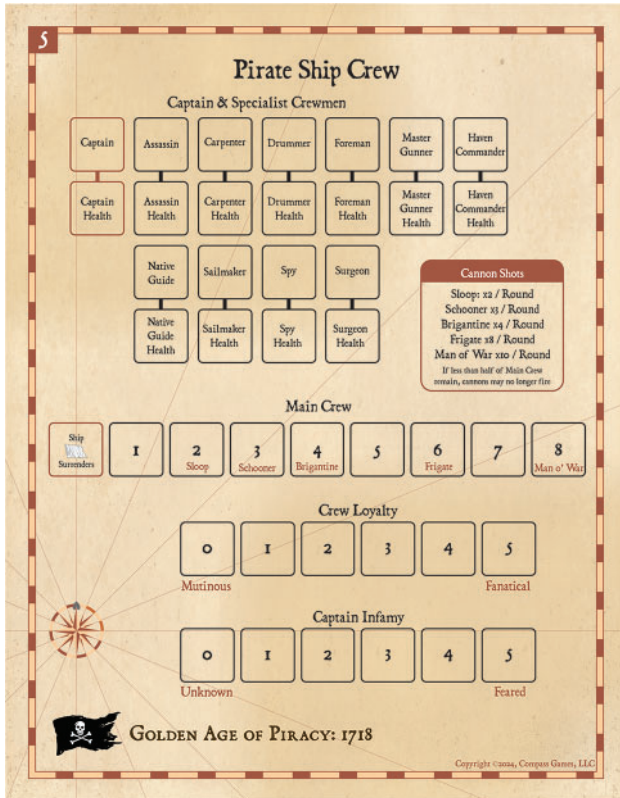 5
Pirate Ship Crew
Captain & Specialist Crewmen
Captain
Assassin
Carpenter
Drummer
Foreman
Master
Gunner
Haven
Commander
Captain
Health
Assassin
Health
Carpenter
Health
Drummer
Health
Foreman
Health
Master
Gunner
Health
Haven
Commander
Health
Native
Guide
Sailmaker
Spy
Surgeon
Native
Guide
Health
Sailmaker
Health
Spy
Health
Surgeon
Health
Cannon Shots
Sloop: x2 / Round
Schooner x3 / Round
Brigantine x4 / Round
Frigate x8 / Round
Man of War x10 / Round
If less than half of Main Crew
remain, cannons may no longer fire
Main Crew
Ship
Surrenders
1
2
Sloop
3
Schooner
4
Brigantine
5
6
Frigate
7
8
Man o' War
Crew Loyalty
0 1 2 3 4 5
Mutinous Fanatical
Captain Infamy
0 1 2 3 4 5
Unknown Feared
Golden Age of Piracy: 1718
Copyright ©2024, Compass Games, LLC